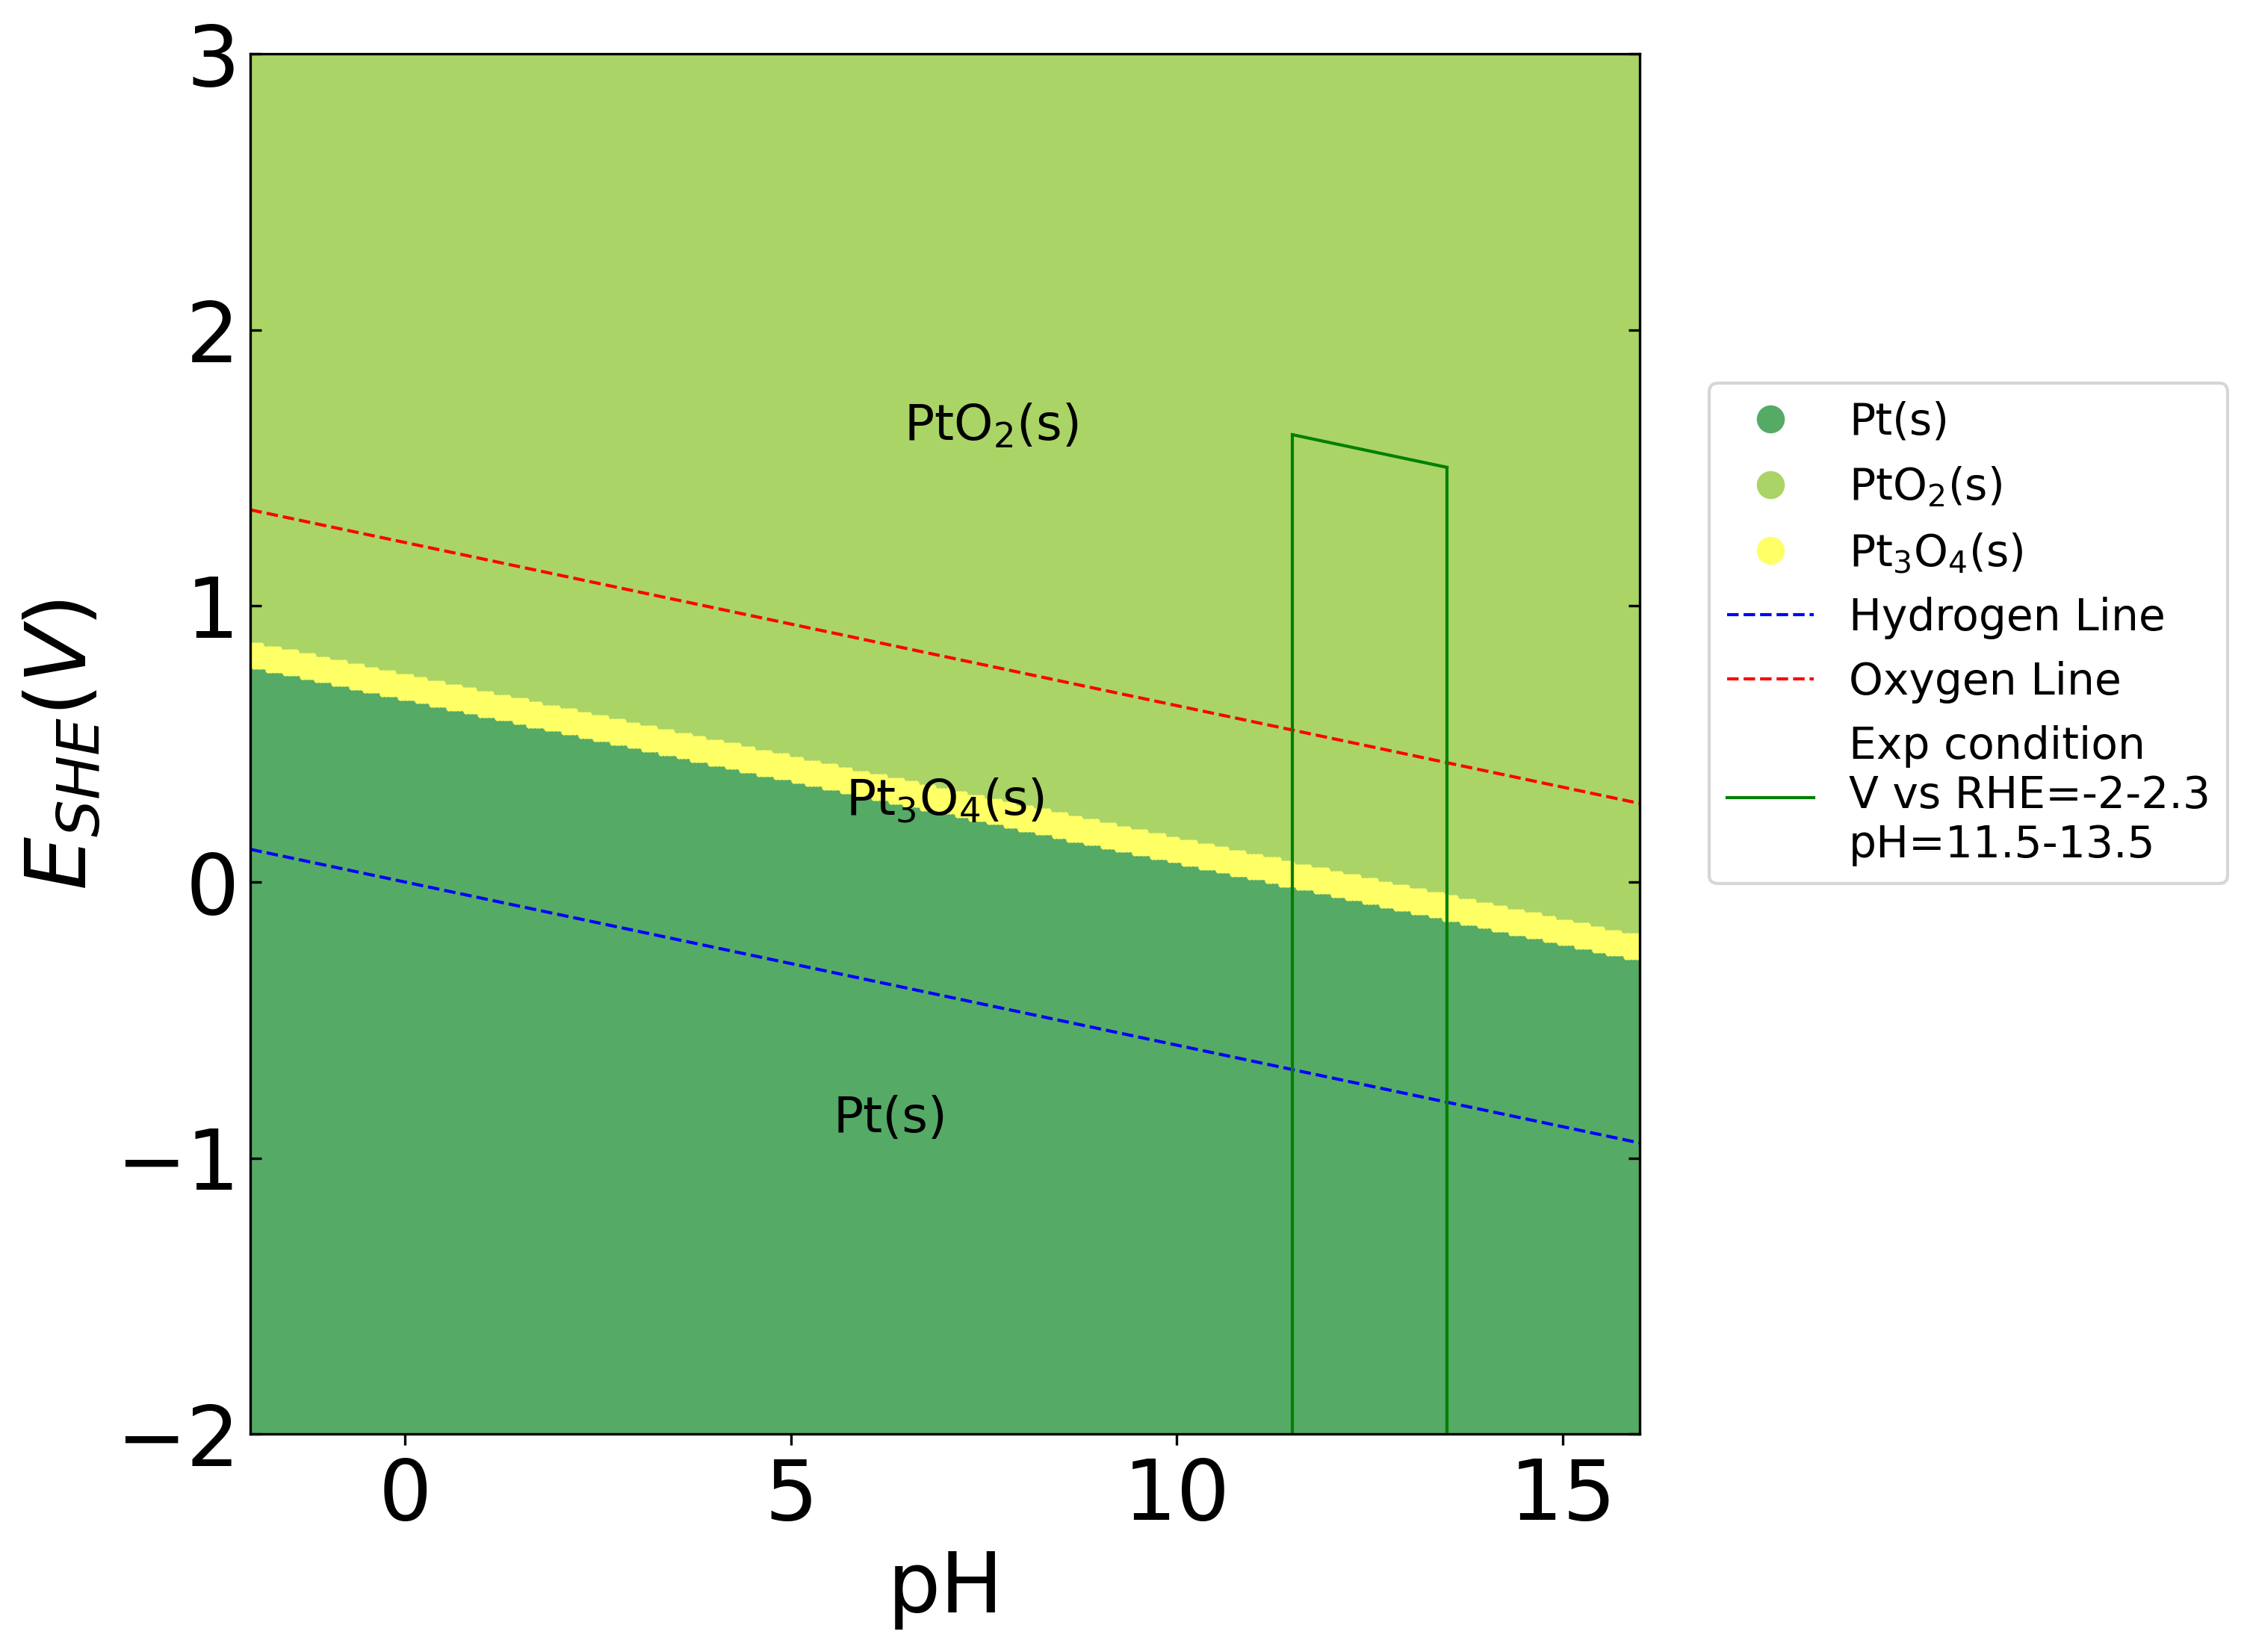 3
2
1
0
−1
−2
E_SHE(V)
0
5
10
15
pH
PtO₂(s)
Pt₃O₄(s)
Pt(s)
Pt(s)
PtO₂(s)
Pt₃O₄(s)
Hydrogen Line
Oxygen Line
Exp condition
V vs RHE=-2-2.3
pH=11.5-13.5